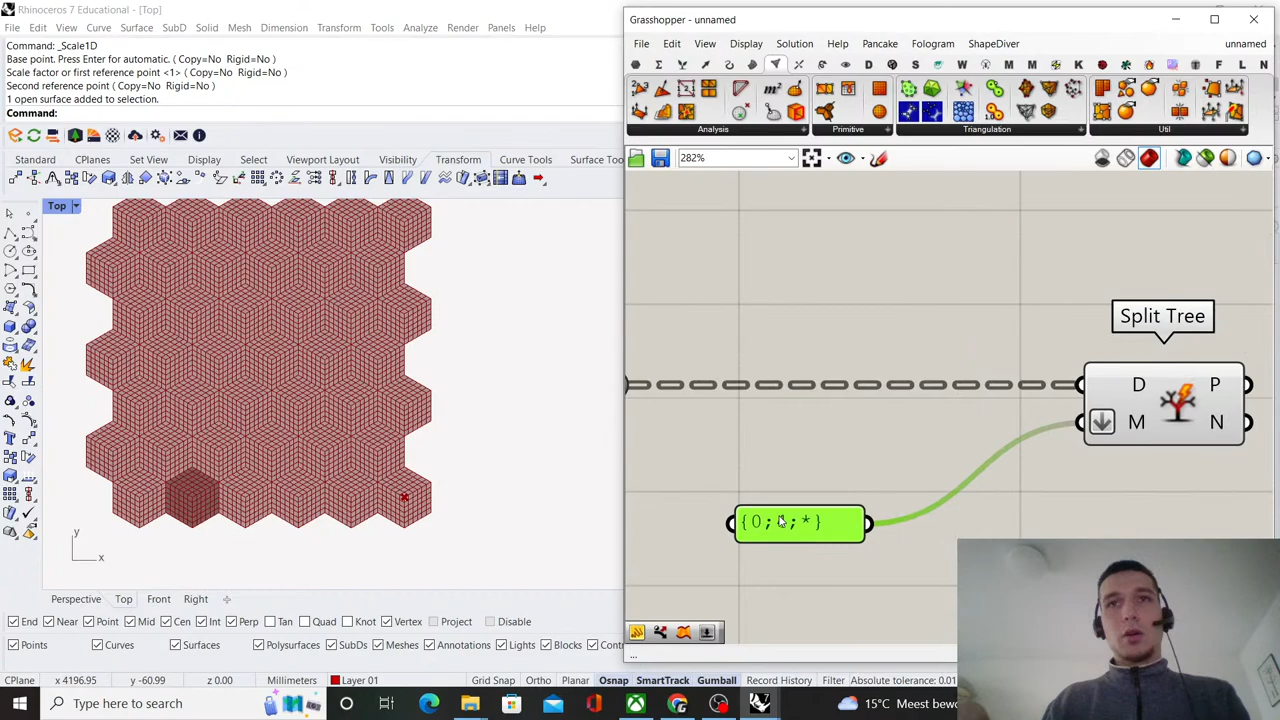 Rhinoceros 7 Educational - [Top]
File Edit View Curve Surface SubD Solid Mesh Dimension Transform Tools Analyze Render Panels Help
Command: _Scale1D
Base point. Press Enter for automatic. ( Copy=No Rigid=No )
Scale factor or first reference point <1> ( Copy=No Rigid=No )
Second reference point ( Copy=No Rigid=No )
1 open surface added to selection.
Command:
Standard CPlanes Set View Display Select Viewport Layout Visibility Transform Curve Tools Surface Too
Top
y
x
Perspective Top Front Right
End Near Point Mid Cen Int Perp Tan Quad Knot Vertex Project Disable
Points Curves Surfaces Polysurfaces SubDs Meshes Annotations Lights Blocks
CPlane x 4196.95 y -60.99 z 0.00 Millimeters Layer 01 Grid Snap Ortho Planar Osnap SmartTrack Gumball Record History Filter Absolute tolerance: 0.01
Grasshopper - unnamed
File Edit View Display Solution Help Pancake Fologram ShapeDiver unnamed
Analysis Primitive Triangulation Util
282%
Split Tree
D P
M N
...
Type here to search
15°C Meest bewo